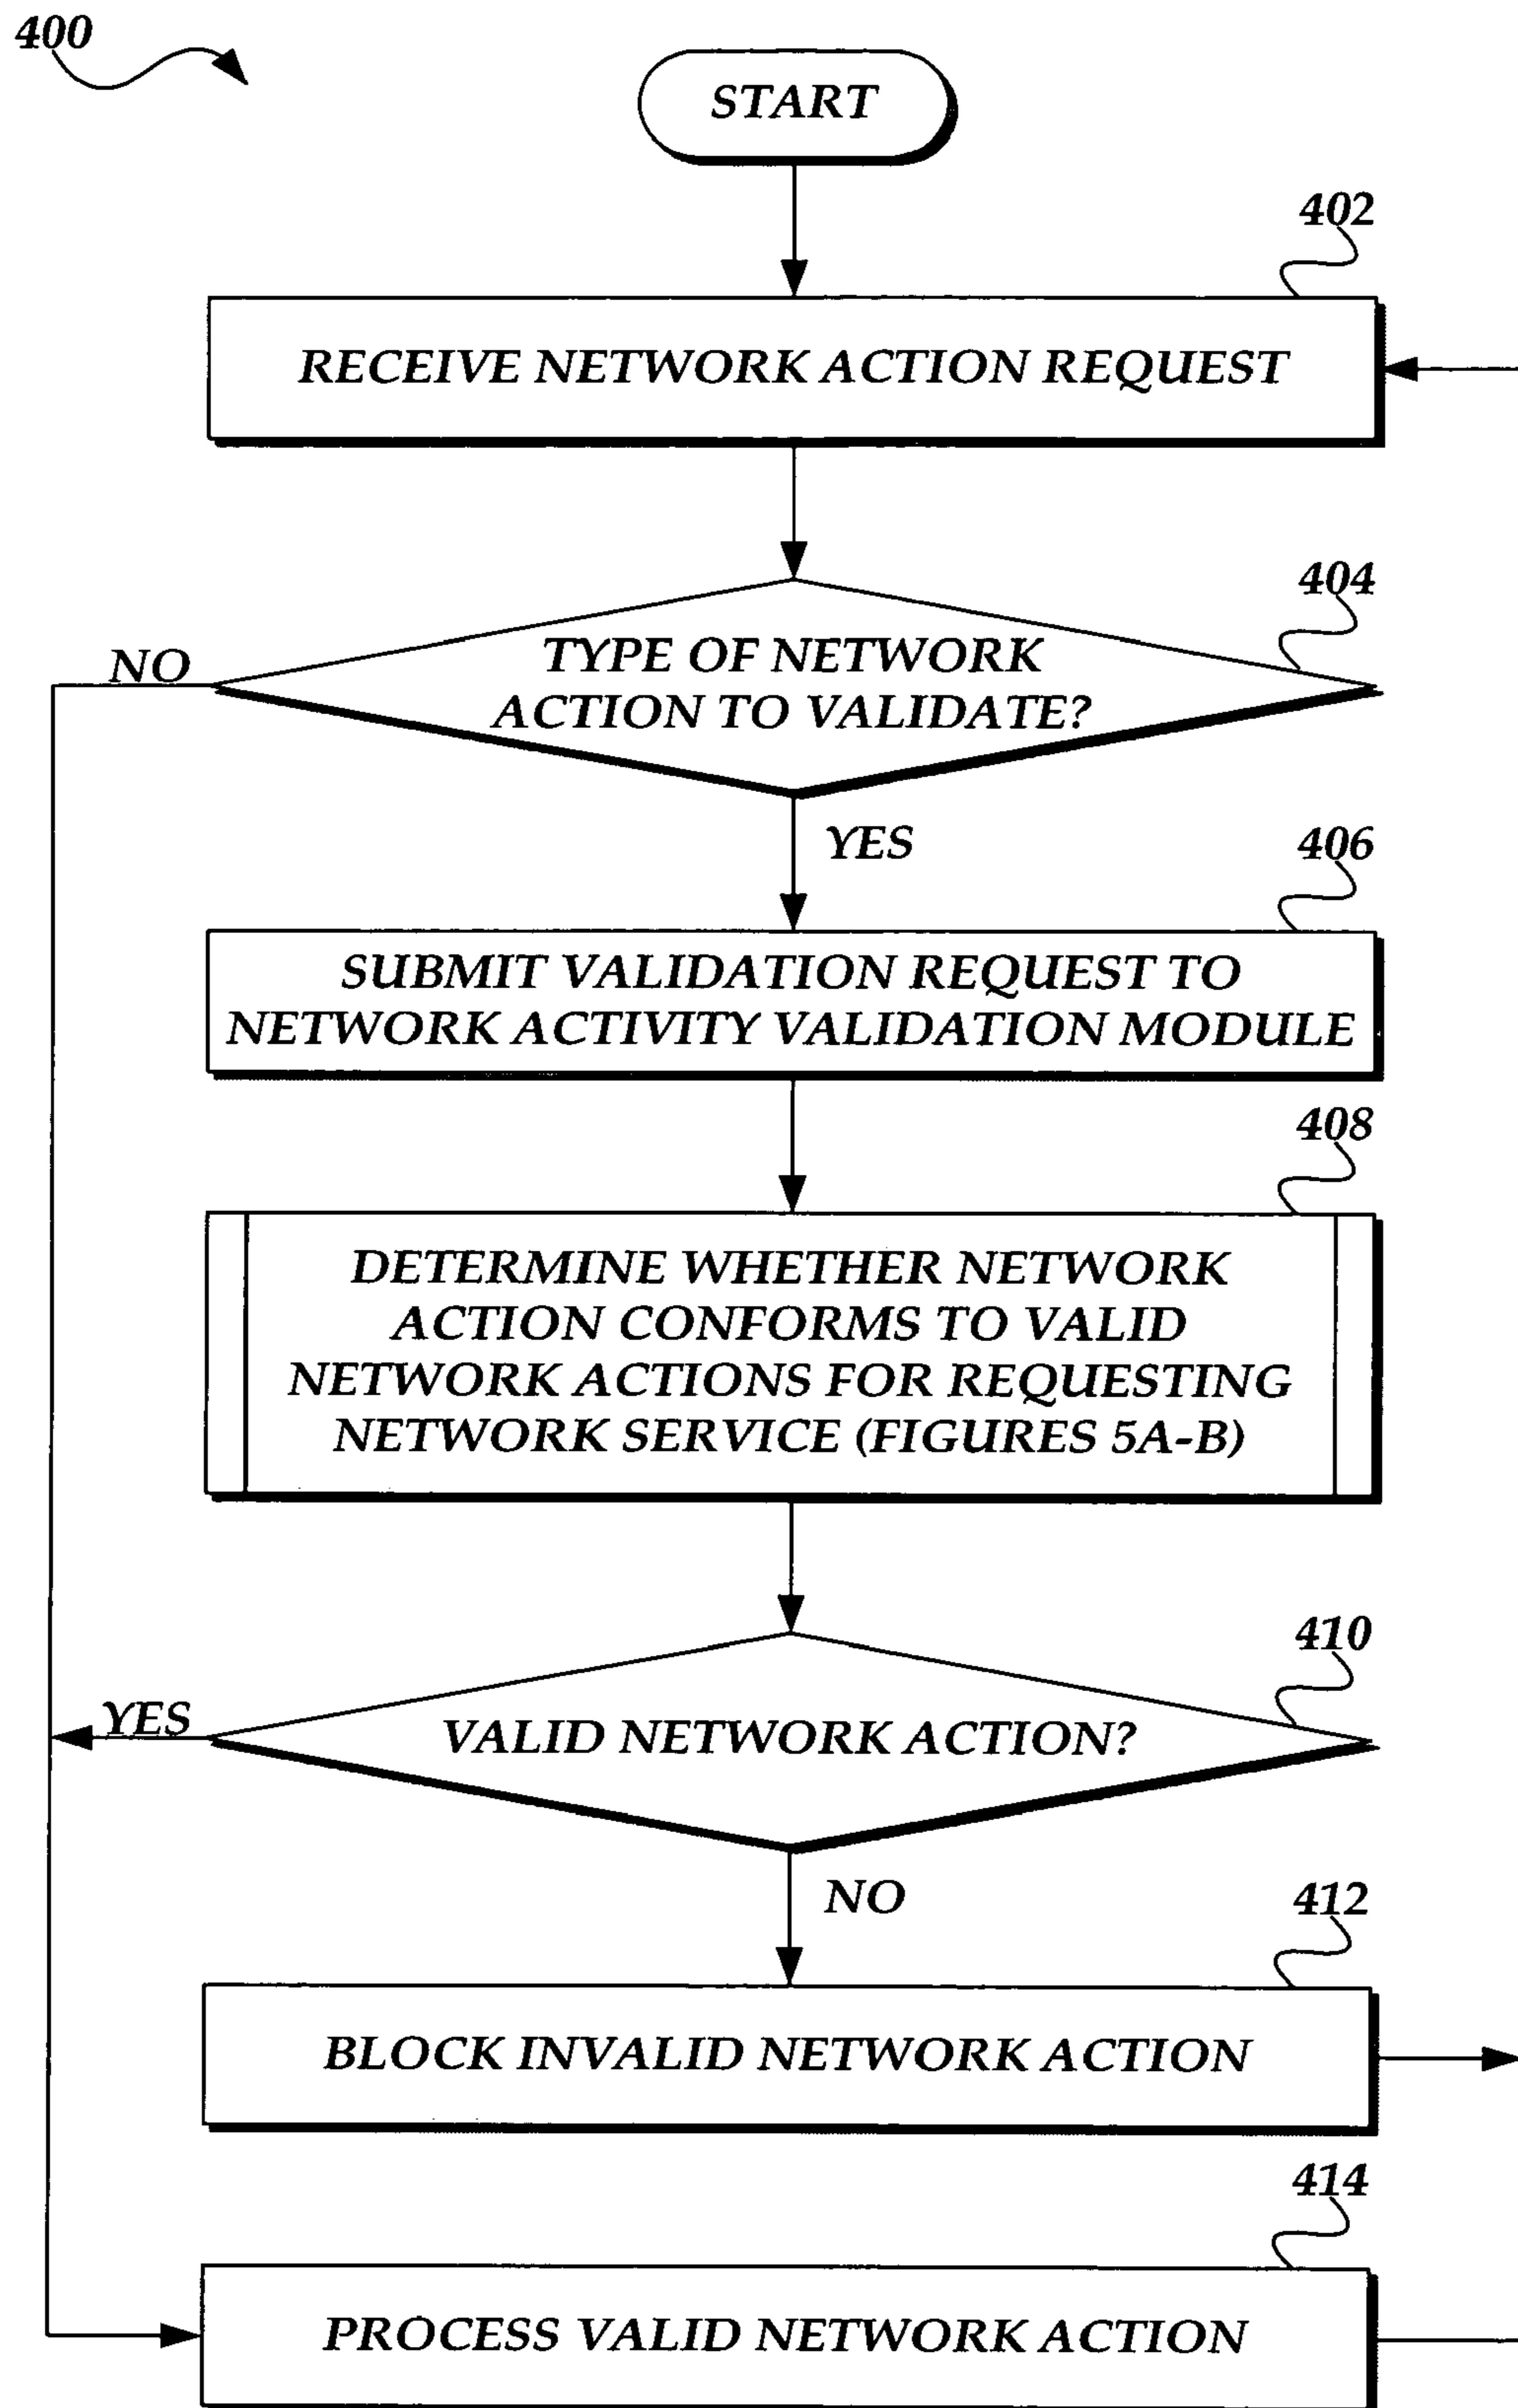 400
START
402
RECEIVE NETWORK ACTION REQUEST
404
NO
TYPE OF NETWORK
ACTION TO VALIDATE?
YES
406
SUBMIT VALIDATION REQUEST TO
NETWORK ACTIVITY VALIDATION MODULE
408
DETERMINE WHETHER NETWORK
ACTION CONFORMS TO VALID
NETWORK ACTIONS FOR REQUESTING
NETWORK SERVICE (FIGURES 5A-B)
410
YES
VALID NETWORK ACTION?
NO
412
BLOCK INVALID NETWORK ACTION
414
PROCESS VALID NETWORK ACTION